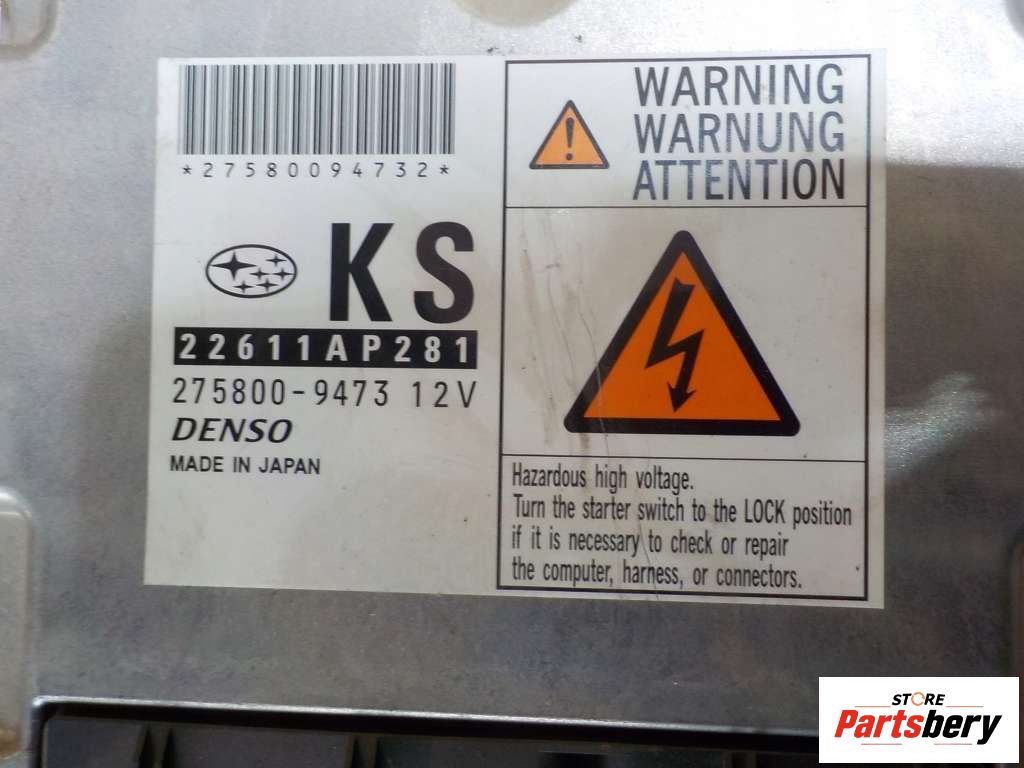 *27580094732*
KS
22611AP281
275800-9473 12V
DENSO
MADE IN JAPAN
WARNING
WARNUNG
ATTENTION
Hazardous high voltage.
Turn the starter switch to the LOCK position
if it is necessary to check or repair
the computer, harness, or connectors.
STORE
Partsbery